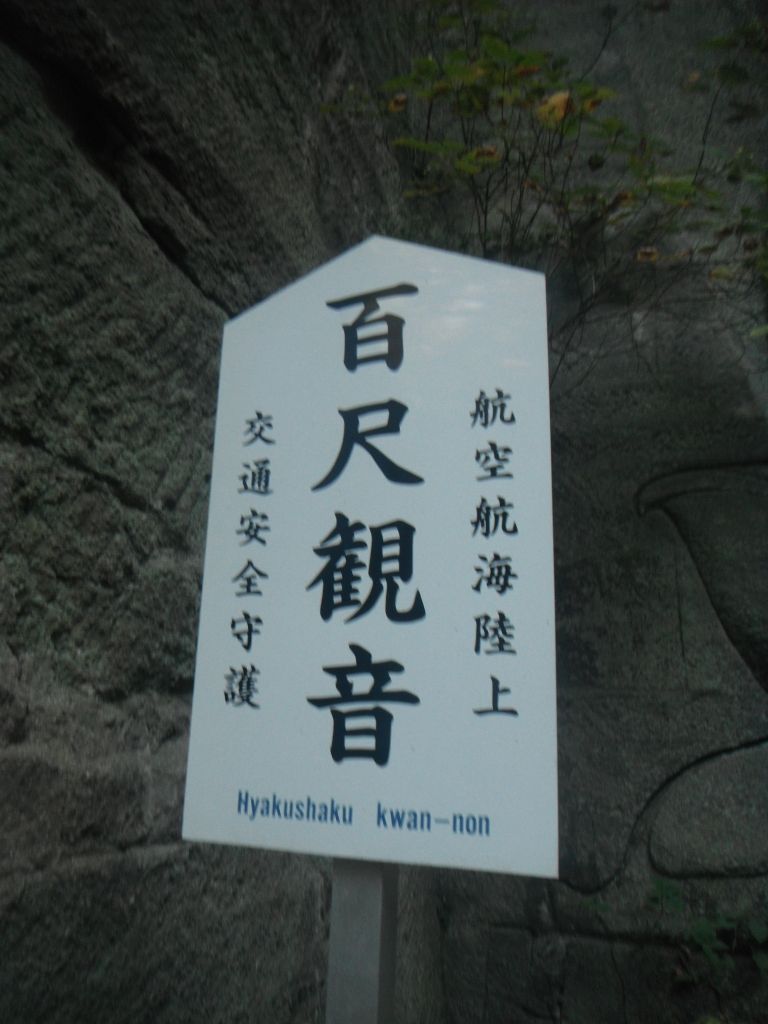 百尺観音
航空航海陸上
交通安全守護
Hyakushaku kwan-non